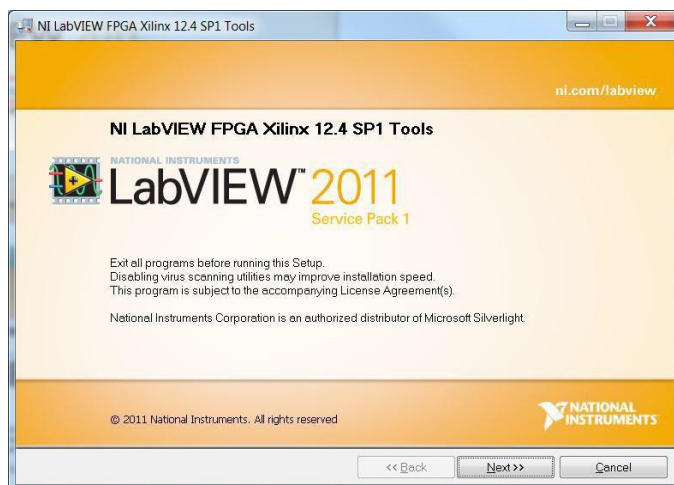 NI LabVIEW FPGA Xilinx 12.4 SP1 Tools
ni.com/labview
NI LabVIEW FPGA Xilinx 12.4 SP1 Tools
NATIONAL INSTRUMENTS
LabVIEW™ 2011
Service Pack 1
Exit all programs before running this Setup.
Disabling virus scanning utilities may improve installation speed.
This program is subject to the accompanying License Agreement(s).
National Instruments Corporation is an authorized distributor of Microsoft Silverlight.
© 2011 National Instruments. All rights reserved
NATIONAL
INSTRUMENTS
<< Back
Next >>
Cancel